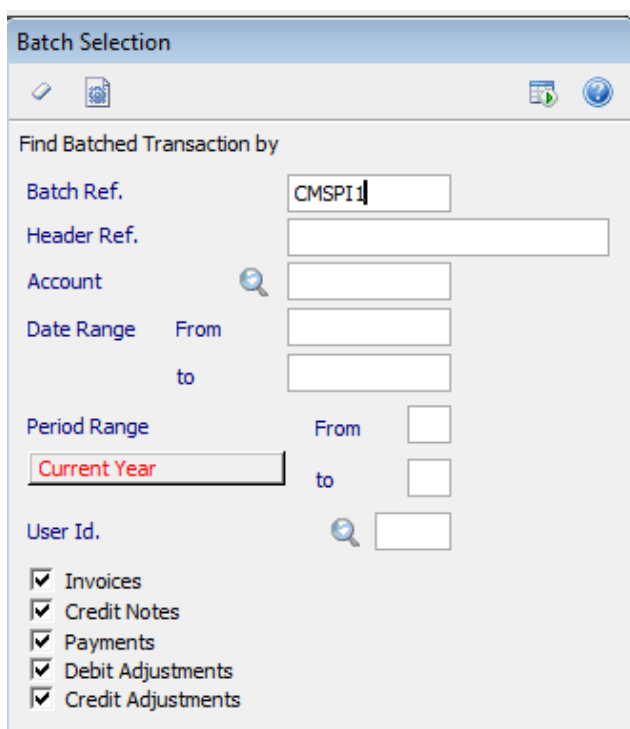 Batch Selection
Find Batched Transaction by
Batch Ref. CMSPI1
Header Ref.
Account
Date Range From
to
Period Range From
Current Year to
User Id.
Invoices
Credit Notes
Payments
Debit Adjustments
Credit Adjustments